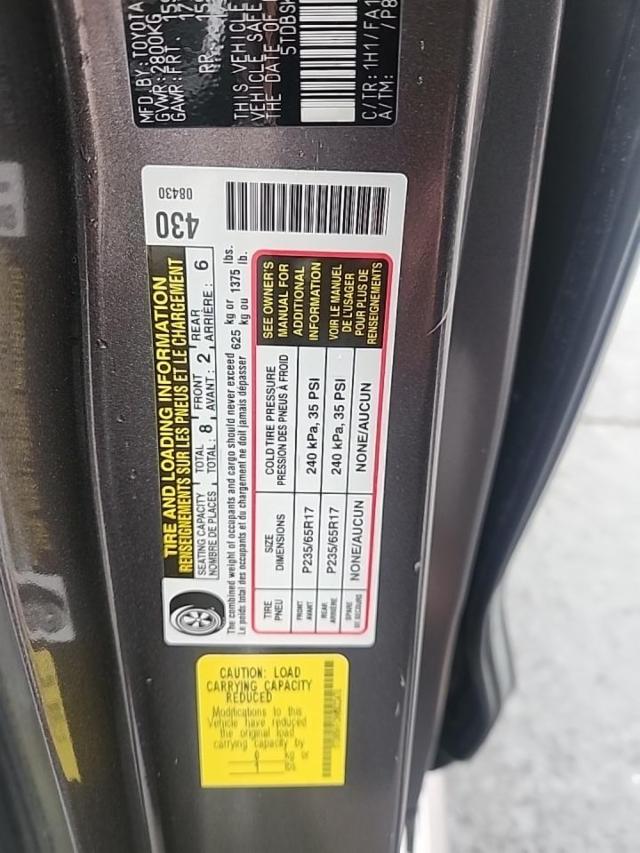 MFD.BY:TOYOTA
GVWR:2800KG
GAWR:FRT.
RR.
THIS VEHICLE
VEHICLE SAFE
THE DATE OF
5TDBSK
C/TR:1H1/FA1
A/TM: /P8
430
08430
TIRE AND LOADING INFORMATION
RENSEIGNEMENTS SUR LES PNEUS ET LE CHARGEMENT
SEATING CAPACITY TOTAL 8 FRONT 2 REAR 6
NOMBRE DE PLACES TOTAL : AVANT : ARRIÈRE :
The combined weight of occupants and cargo should never exceed 625 kg or 1375 lbs.
Le poids total des occupants et du chargement ne doit jamais dépasser kg ou lb.
TIRE SIZE COLD TIRE PRESSURE
PNEU DIMENSIONS PRESSION DES PNEUS À FROID
FRONT
AVANT P235/65R17 240 kPa, 35 PSI
REAR
ARRIÈRE P235/65R17 240 kPa, 35 PSI
SPARE
DE SECOURS NONE/AUCUN NONE/AUCUN
SEE OWNER'S
MANUAL FOR
ADDITIONAL
INFORMATION
VOIR LE MANUEL
DE L'USAGER
POUR PLUS DE
RENSEIGNEMENTS
CAUTION: LOAD
CARRYING CAPACITY
REDUCED
Modifications to this
Vehicle have reduced
the original load
carrying capacity by
kg or